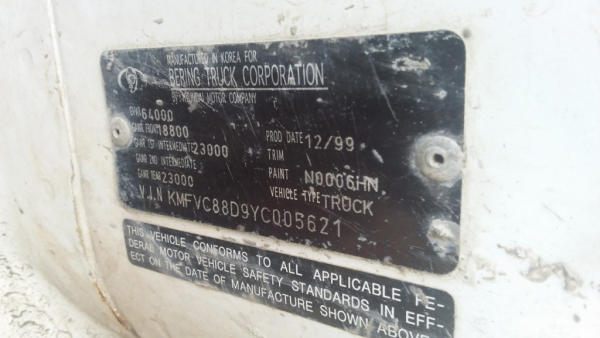 MANUFACTURED IN KOREA FOR
BERING TRUCK CORPORATION
BY HYUNDAI MOTOR COMPANY
GVWR 64000
GAWR FRONT 18800
PROD DATE 12/99
GAWR 1ST INTERMEDIATE 23000
TRIM
GAWR 2ND INTERMEDIATE
PAINT N0006HN
GAWR REAR 23000
VEHICLE TYPE TRUCK
V.I.N KMFVC88D9YC005621
THIS VEHICLE CONFORMS TO ALL APPLICABLE FE-
DERAL MOTOR VEHICLE SAFETY STANDARDS IN EFF-
ECT ON THE DATE OF MANUFACTURE SHOWN ABOVE